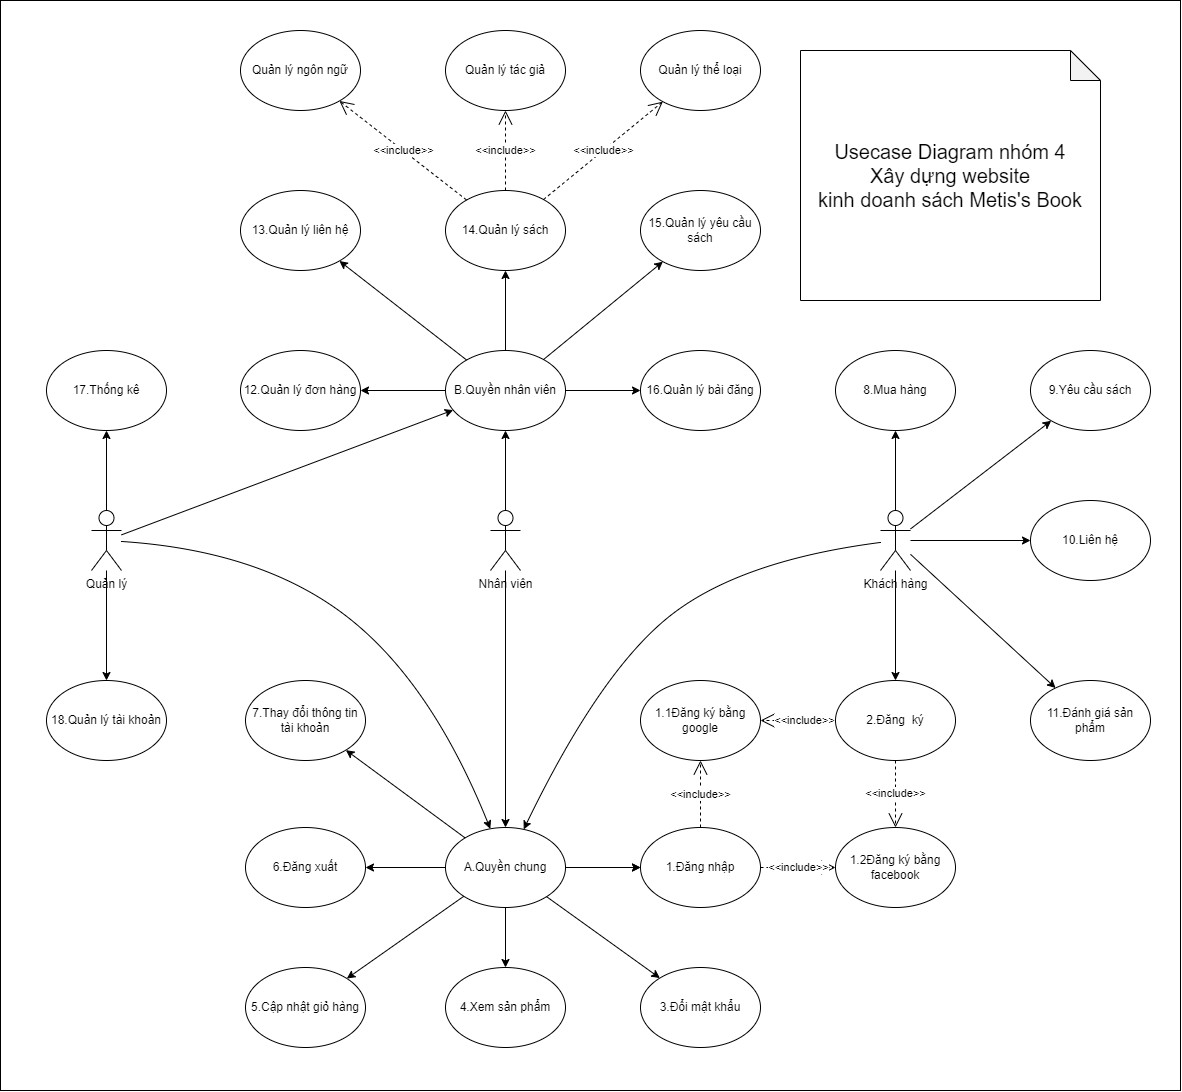 Quản lý ngôn ngữ
Quản lý tác giả
Quản lý thể loại
<<include>>
<<include>>
<<include>>
Usecase Diagram nhóm 4
Xây dựng website
kinh doanh sách Metis's Book
13.Quản lý liên hệ
14.Quản lý sách
15.Quản lý yêu cầu
sách
17.Thống kê
12.Quản lý đơn hàng
B.Quyền nhân viên
16.Quản lý bài đăng
8.Mua hàng
9.Yêu cầu sách
10.Liên hệ
Quản lý
Nhân viên
Khách hàng
18.Quản lý tài khoản
7.Thay đổi thông tin
tài khoản
1.1Đăng ký bằng
google
<<include>>
2.Đăng  ký
11.Đánh giá sản
phẩm
<<include>>
<<include>>
6.Đăng xuất
A.Quyền chung
1.Đăng nhập
<<include>>
1.2Đăng ký bằng
facebook
5.Cập nhật giỏ hàng
4.Xem sản phẩm
3.Đổi mật khẩu